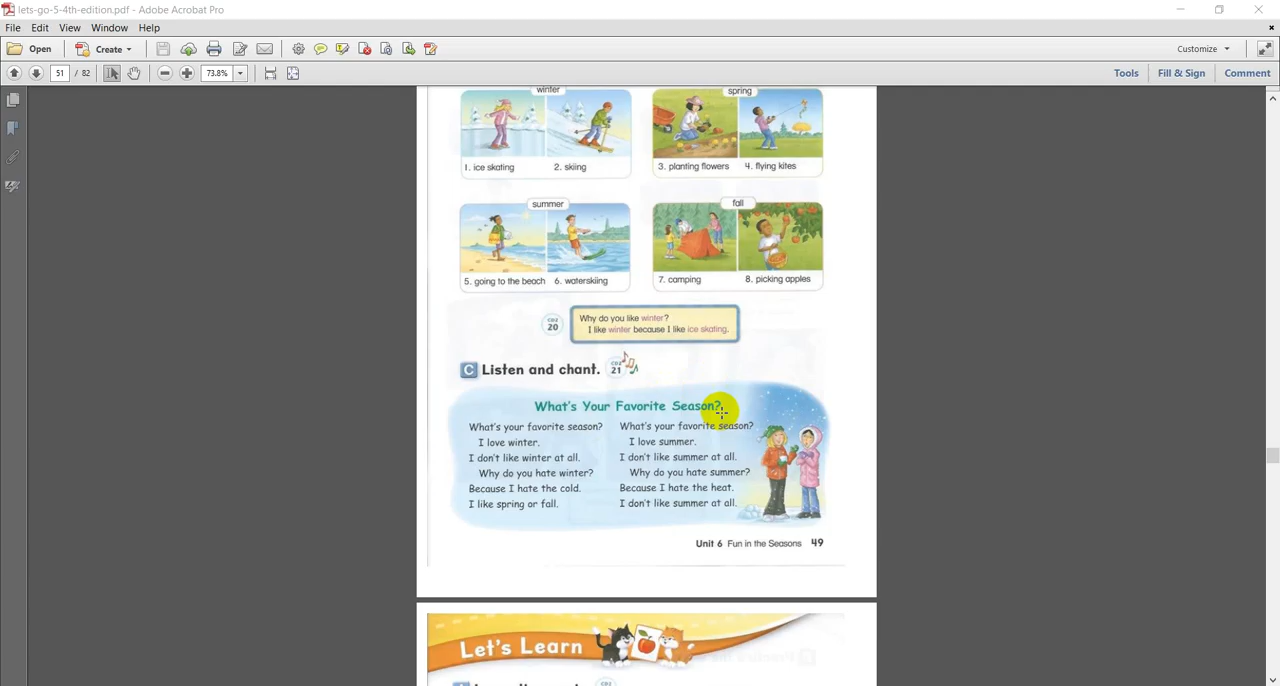 lets-go-5-4th-edition.pdf - Adobe Acrobat Pro
File Edit View Window Help
Open Create Customize
51 / 82 73.8% Tools Fill & Sign Comment
winter spring
1. ice skating 2. skiing 3. planting flowers 4. flying kites
summer fall
5. going to the beach 6. waterskiing 7. camping 8. picking apples
CD2
20
Why do you like winter?
I like winter because I like ice skating.
C Listen and chant. CD2
21
What's Your Favorite Season?
What's your favorite season?
I love winter.
I don't like winter at all.
Why do you hate winter?
Because I hate the cold.
I like spring or fall.
What's your favorite season?
I love summer.
I don't like summer at all.
Why do you hate summer?
Because I hate the heat.
I don't like summer at all.
Unit 6 Fun in the Seasons 49
Let's Learn
CD2